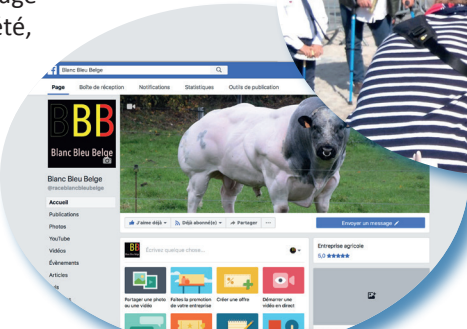 été,
Blanc Bleu Belge
Page Boîte de réception Notifications Statistiques Outils de publication
BBB
Blanc Bleu Belge
Blanc Bleu Belge
@raceblancbleubelge
Accueil
Publications
Photos
YouTube
Vidéos
Évènements
Articles
J'aime déjà Déjà abonné(e) Partager ...
Envoyer un message
Écrivez quelque chose...
Partager une photo ou une vidéo
Faites la promotion de votre entreprise
Créer une offre
Démarrer une vidéo en direct
Entreprise agricole
5,0 ★★★★★